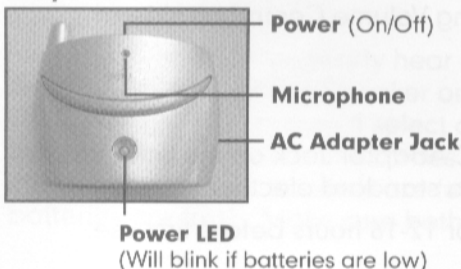 Power (On/Off)
Microphone
AC Adapter Jack
Power LED
(Will blink if batteries are low)